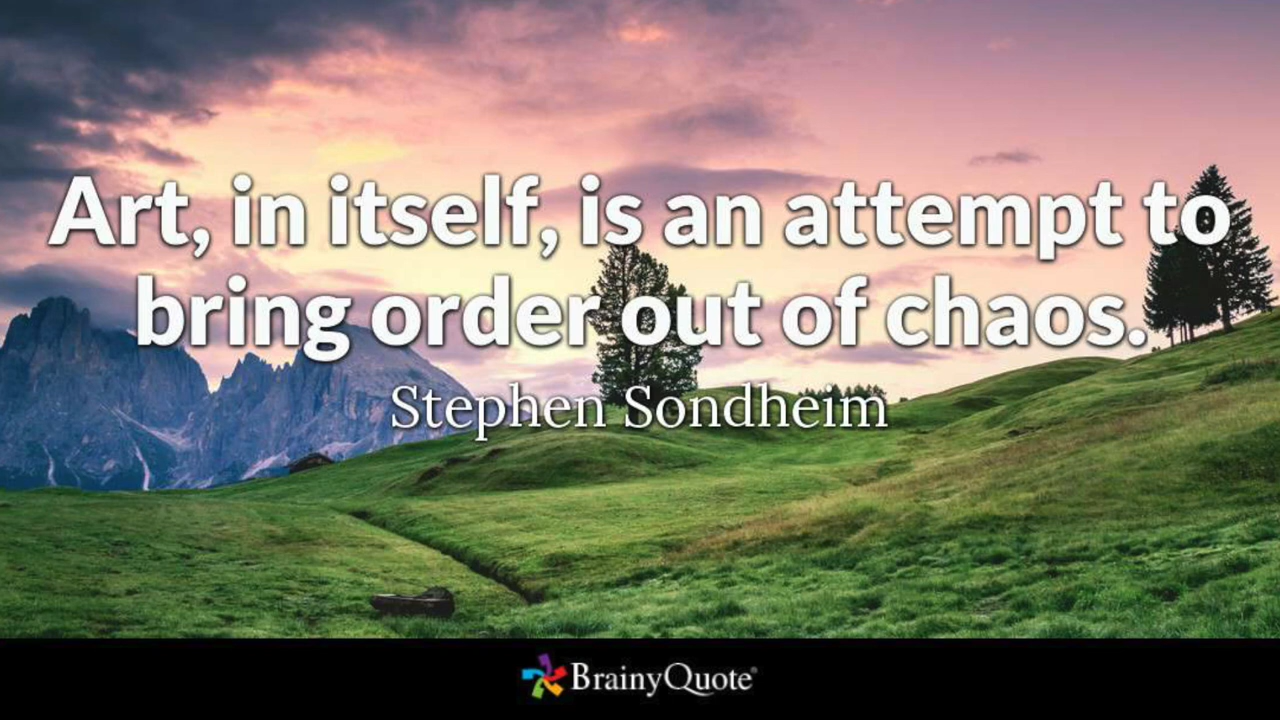 Art, in itself, is an attempt to
bring order out of chaos.
Stephen Sondheim
BrainyQuote®